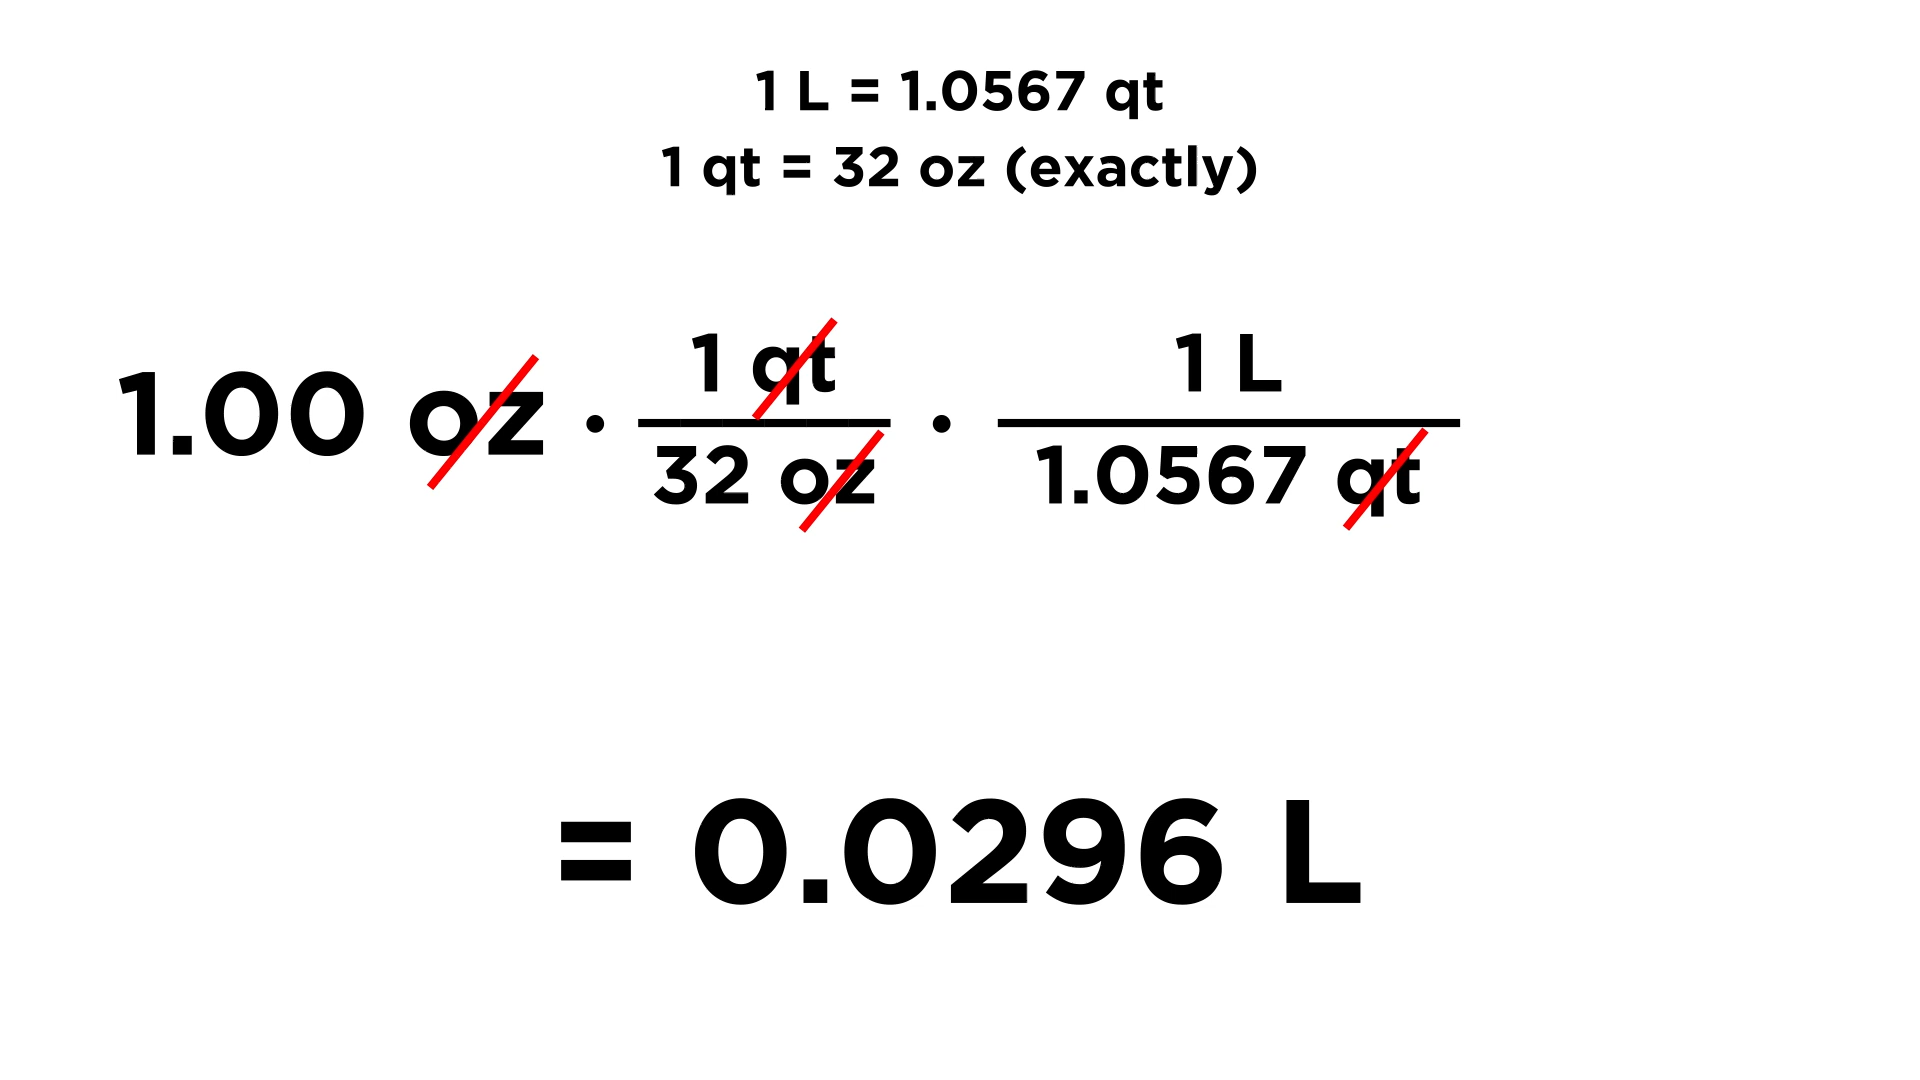 1 L = 1.0567 qt
1 qt = 32 oz (exactly)
1 qt 1 L
1.00 oz · ·
32 oz 1.0567 qt
= 0.0296 L